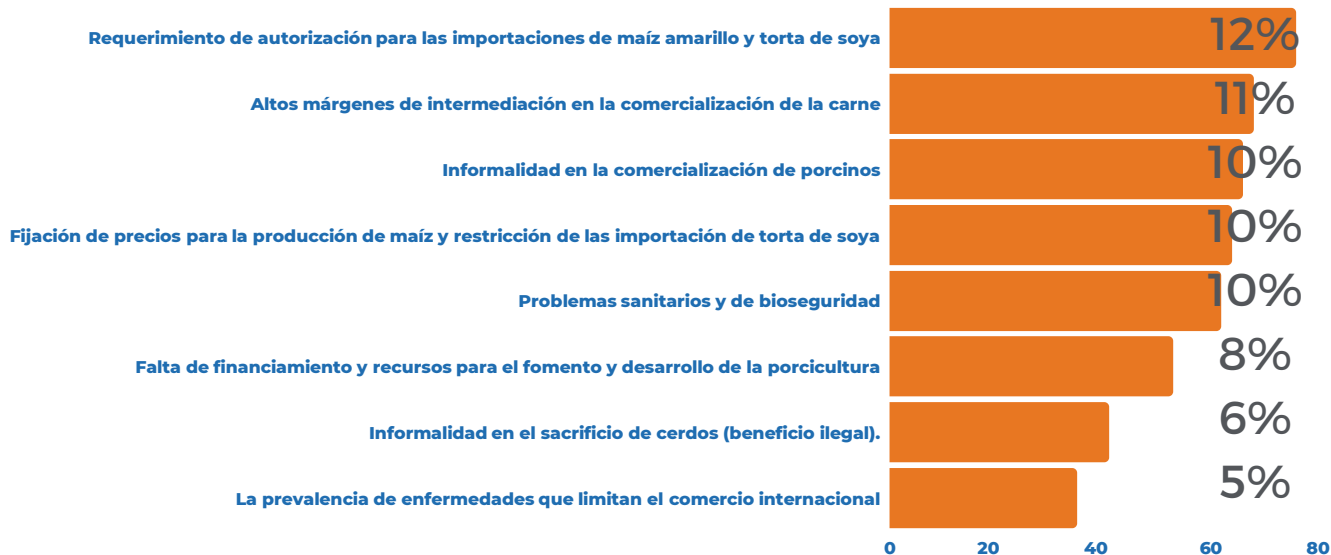 Requerimiento de autorización para las importaciones de maíz amarillo y torta de soya 12%
Altos márgenes de intermediación en la comercialización de la carne 11%
Informalidad en la comercialización de porcinos 10%
Fijación de precios para la producción de maíz y restricción de las importación de torta de soya 10%
Problemas sanitarios y de bioseguridad 10%
Falta de financiamiento y recursos para el fomento y desarrollo de la porcicultura 8%
Informalidad en el sacrificio de cerdos (beneficio ilegal). 6%
La prevalencia de enfermedades que limitan el comercio internacional 5%
0 20 40 60 80